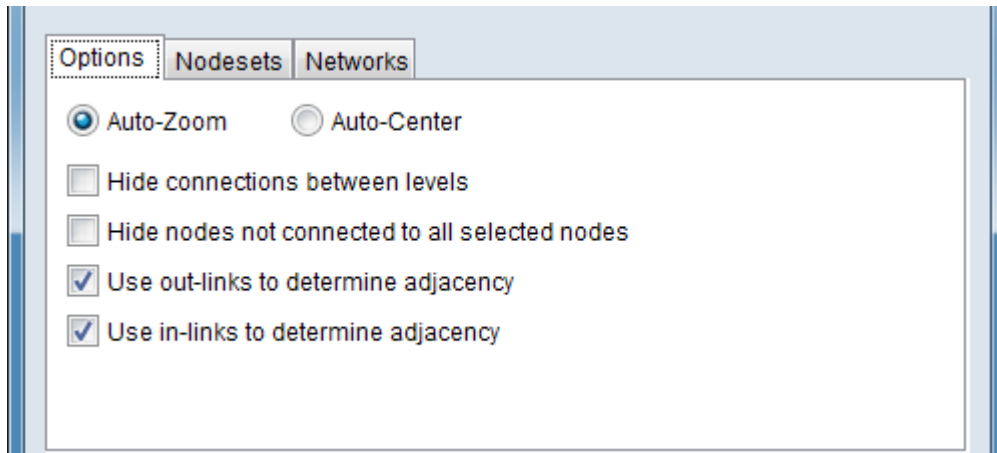 Options Nodesets Networks
Auto-Zoom Auto-Center
Hide connections between levels
Hide nodes not connected to all selected nodes
Use out-links to determine adjacency
Use in-links to determine adjacency